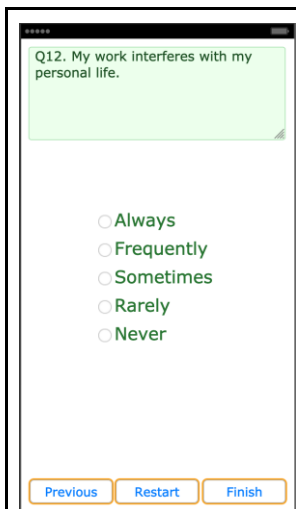 Q12. My work interferes with my
personal life.
Always
Frequently
Sometimes
Rarely
Never
Previous Restart Finish